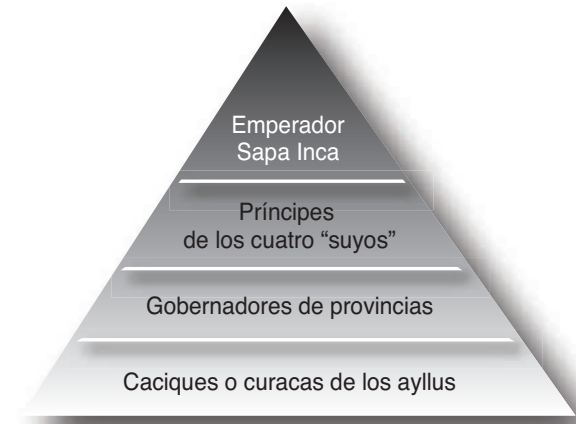 Emperador
Sapa Inca
Príncipes
de los cuatro “suyos”
Gobernadores de provincias
Caciques o curacas de los ayllus